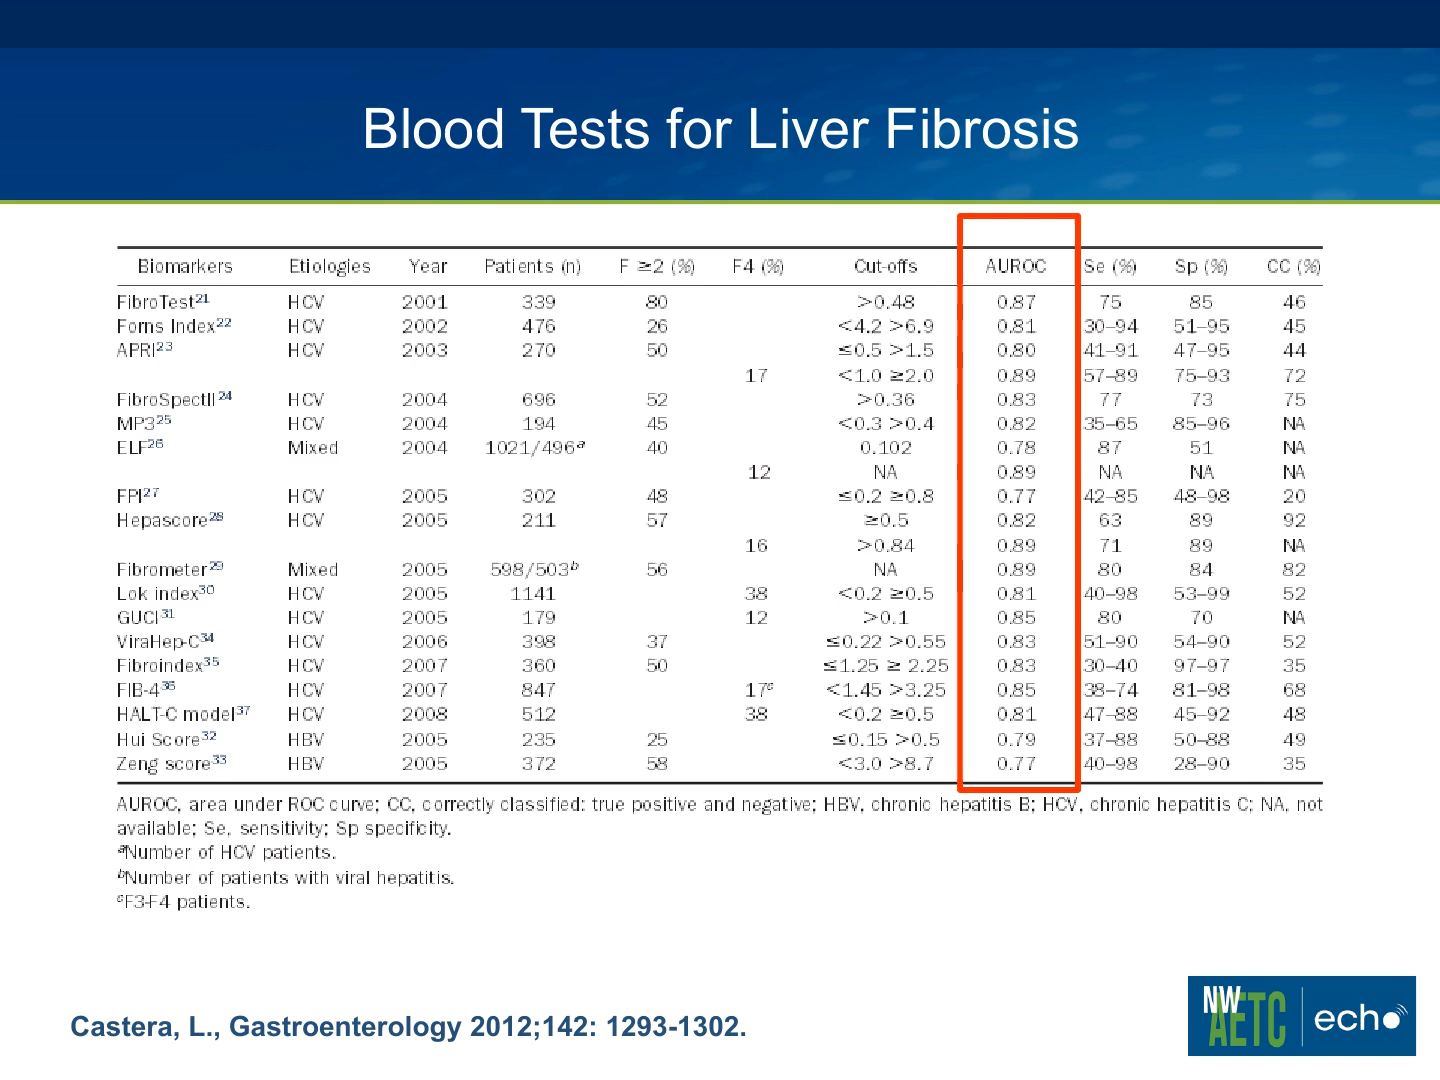 Blood Tests for Liver Fibrosis
Biomarkers Etiologies Year Patients (n) F ≥2 (%) F4 (%) Cut-offs AUROC Se (%) Sp (%) CC (%)
FibroTest21 HCV 2001 339 80 >0.48 0.87 75 85 46
Forns Index22 HCV 2002 476 26 <4.2 >6.9 0.81 30–94 51–95 45
APRI23 HCV 2003 270 50 ≤0.5 >1.5 0.80 41–91 47–95 44
17 <1.0 ≥2.0 0.89 57–89 75–93 72
FibroSpectII24 HCV 2004 696 52 >0.36 0.83 77 73 75
MP325 HCV 2004 194 45 <0.3 >0.4 0.82 35–65 85–96 NA
ELF26 Mixed 2004 1021/496a 40 0.102 0.78 87 51 NA
12 NA 0.89 NA NA NA
FPI27 HCV 2005 302 48 ≤0.2 ≥0.8 0.77 42–85 48–98 20
Hepascore28 HCV 2005 211 57 ≥0.5 0.82 63 89 92
16 >0.84 0.89 71 89 NA
Fibrometer29 Mixed 2005 598/503b 56 NA 0.89 80 84 82
Lok index30 HCV 2005 1141 38 <0.2 ≥0.5 0.81 40–98 53–99 52
GUCI31 HCV 2005 179 12 >0.1 0.85 80 70 NA
ViraHep-C34 HCV 2006 398 37 ≤0.22 >0.55 0.83 51–90 54–90 52
Fibroindex35 HCV 2007 360 50 ≤1.25 ≥ 2.25 0.83 30–40 97–97 35
FIB-436 HCV 2007 847 17c <1.45 >3.25 0.85 38–74 81–98 68
HALT-C model37 HCV 2008 512 38 <0.2 ≥0.5 0.81 47–88 45–92 48
Hui Score32 HBV 2005 235 25 ≤0.15 >0.5 0.79 37–88 50–88 49
Zeng score33 HBV 2005 372 58 <3.0 >8.7 0.77 40–98 28–90 35
AUROC, area under ROC curve; CC, correctly classified: true positive and negative; HBV, chronic hepatitis B; HCV, chronic hepatitis C; NA, not
available; Se, sensitivity; Sp specificity.
aNumber of HCV patients.
bNumber of patients with viral hepatitis.
cF3-F4 patients.
Castera, L., Gastroenterology 2012;142: 1293-1302.
NW AETC echo